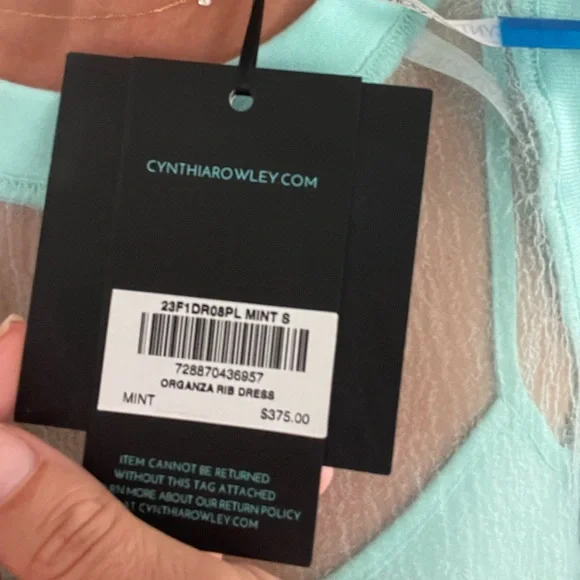 CYNTHIAROWLEY.COM
23F1DR08PL MINT S
728870436957
ORGANZA RIB DRESS
MINT
$375.00
ITEM CANNOT BE RETURNED
WITHOUT THIS TAG ATTACHED
MORE ABOUT OUR RETURN POLICY
CYNTHIAROWLEY.COM